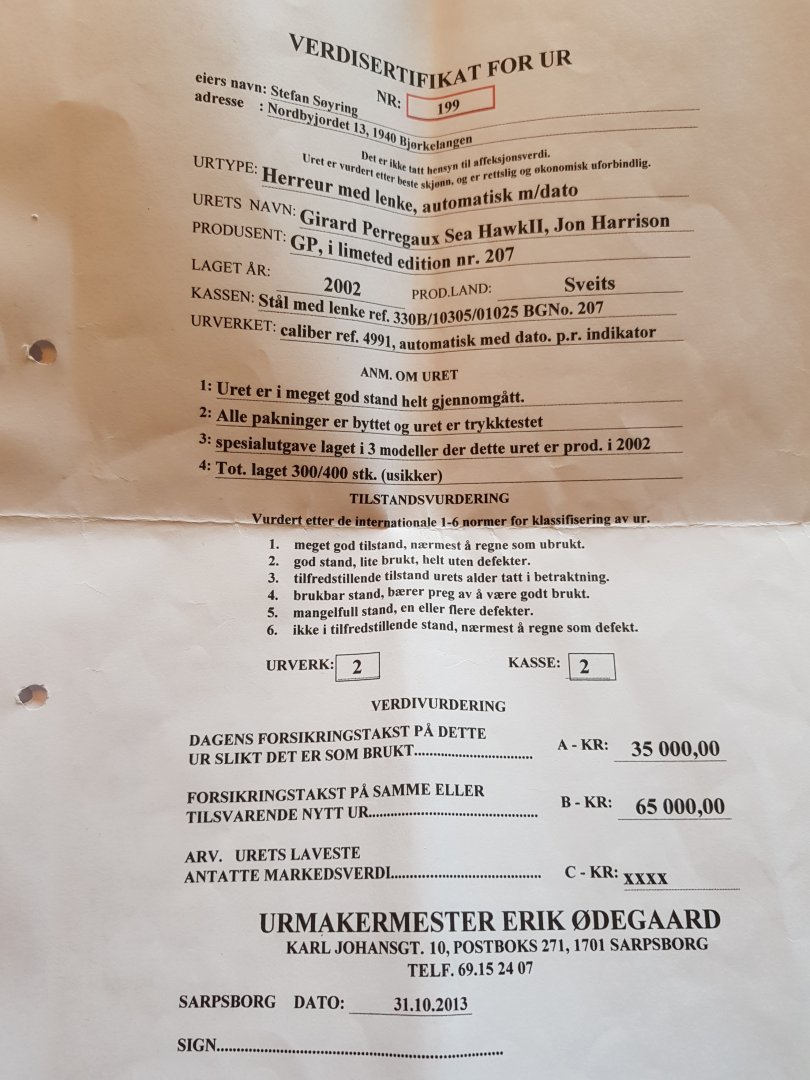 VERDISERTIFIKAT FOR UR
eiers navn: Stefan Søyring NR: 199
adresse : Nordbyjordet 13, 1940 Bjørkelangen
Det er ikke tatt hensyn til affeksjonsverdi.
Uret er vurdert etter beste skjønn, og er rettslig og økonomisk uforbindlig.
URTYPE: Herreur med lenke, automatisk m/dato
URETS NAVN: Girard Perregaux Sea HawkII, Jon Harrison
PRODUSENT: GP, i limeted edition nr. 207
LAGET ÅR: 2002 PROD.LAND: Sveits
KASSEN: Stål med lenke ref. 330B/10305/01025 BGNo. 207
URVERKET: caliber ref. 4991, automatisk med dato. p.r. indikator
ANM. OM URET
1: Uret er i meget god stand helt gjennomgått.
2: Alle pakninger er byttet og uret er trykktestet
3: spesialutgave laget i 3 modeller der dette uret er prod. i 2002
4: Tot. laget 300/400 stk. (usikker)
TILSTANDSVURDERING
Vurdert etter de internationale 1-6 normer for klassifisering av ur.
1. meget god tilstand, nærmest å regne som ubrukt.
2. god stand, lite brukt, helt uten defekter.
3. tilfredstillende tilstand urets alder tatt i betraktning.
4. brukbar stand, bærer preg av å være godt brukt.
5. mangelfull stand, en eller flere defekter.
6. ikke i tilfredstillende stand, nærmest å regne som defekt.
URVERK: 2 KASSE: 2
VERDIVURDERING
DAGENS FORSIKRINGSTAKST PÅ DETTE
UR SLIKT DET ER SOM BRUKT............................... A - KR: 35 000,00
FORSIKRINGSTAKST PÅ SAMME ELLER
TILSVARENDE NYTT UR............................................ B - KR: 65 000,00
ARV. URETS LAVESTE
ANTATTE MARKEDSVERDI....................................... C - KR: XXXX
URMAKERMESTER ERIK ØDEGAARD
KARL JOHANSGT. 10, POSTBOKS 271, 1701 SARPSBORG
TELF. 69.15 24 07
SARPSBORG DATO: 31.10.2013
SIGN............................................................